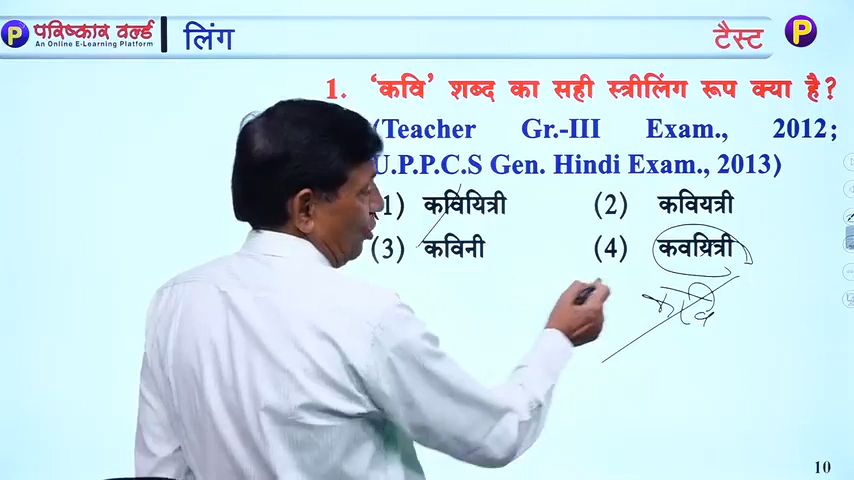 परिष्कार वर्ल्ड
An Online E-Learning Platform
लिंग
टैस्ट
1. ‘कवि’ शब्द का सही स्त्रीलिंग रूप क्या है?
(Teacher Gr.-III Exam., 2012;
U.P.P.C.S Gen. Hindi Exam., 2013)
(1) कवियित्री (2) कवियत्री
(3) कविनी (4) कवयित्री
10